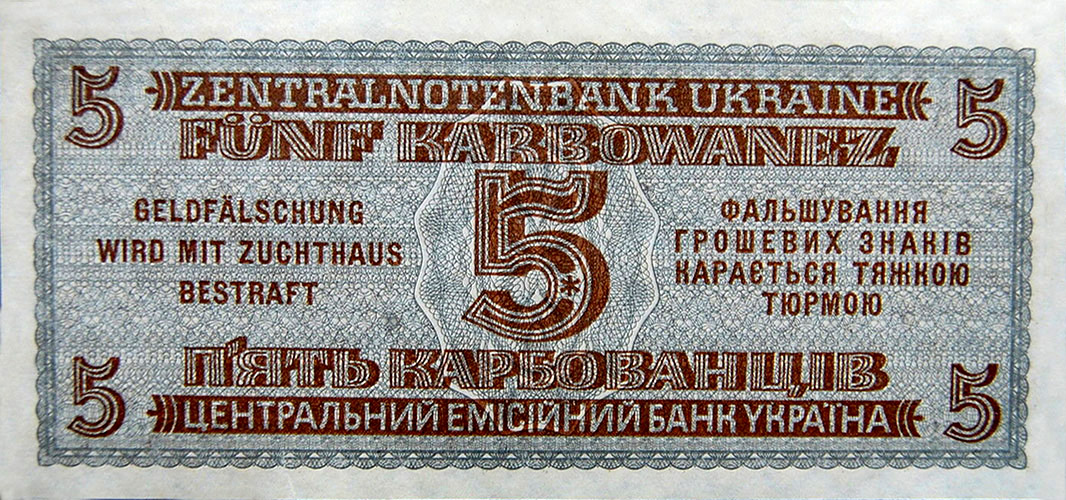 5 ZENTRALNOTENBANK UKRAINE 5
FÜNF KARBOWANEZ
5
GELDFÄLSCHUNG
WIRD MIT ZUCHTHAUS
BESTRAFT
ФАЛЬШУВАННЯ
ГРОШЕВИХ ЗНАКІВ
КАРАЄТЬСЯ ТЯЖКОЮ
ТЮРМОЮ
П'ЯТЬ КАРБОВАНЦІВ
5 ЦЕНТРАЛЬНИЙ ЕМІСІЙНИЙ БАНК УКРАЇНА 5